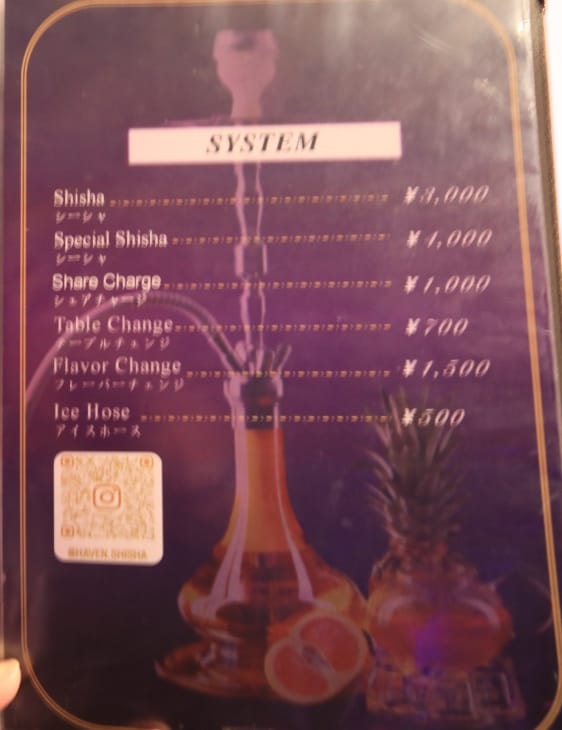 SYSTEM
Shisha ¥3,000
シーシャ
Special Shisha ¥4,000
シーシャ
Share Charge ¥1,000
シェアチャージ
Table Change ¥700
テーブルチェンジ
Flavor Change ¥1,500
フレーバーチェンジ
Ice Hose ¥500
アイスホース
@HAVEN.SHISHA